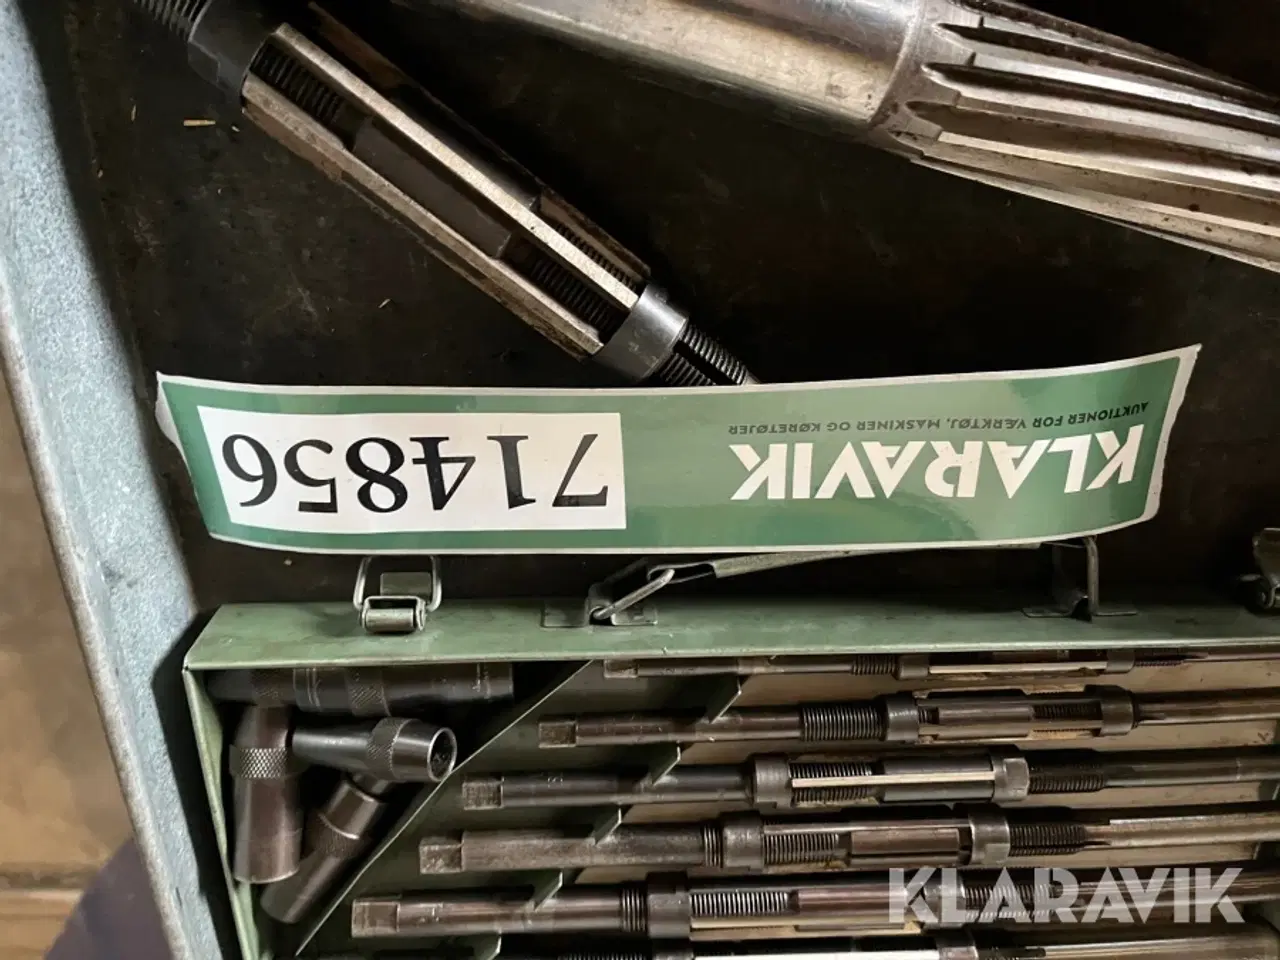 KLARAVIK
AUKTIONER FOR VÆRKTØJ, MASKINER OG KØRETØJER
714856
KLARAVIK